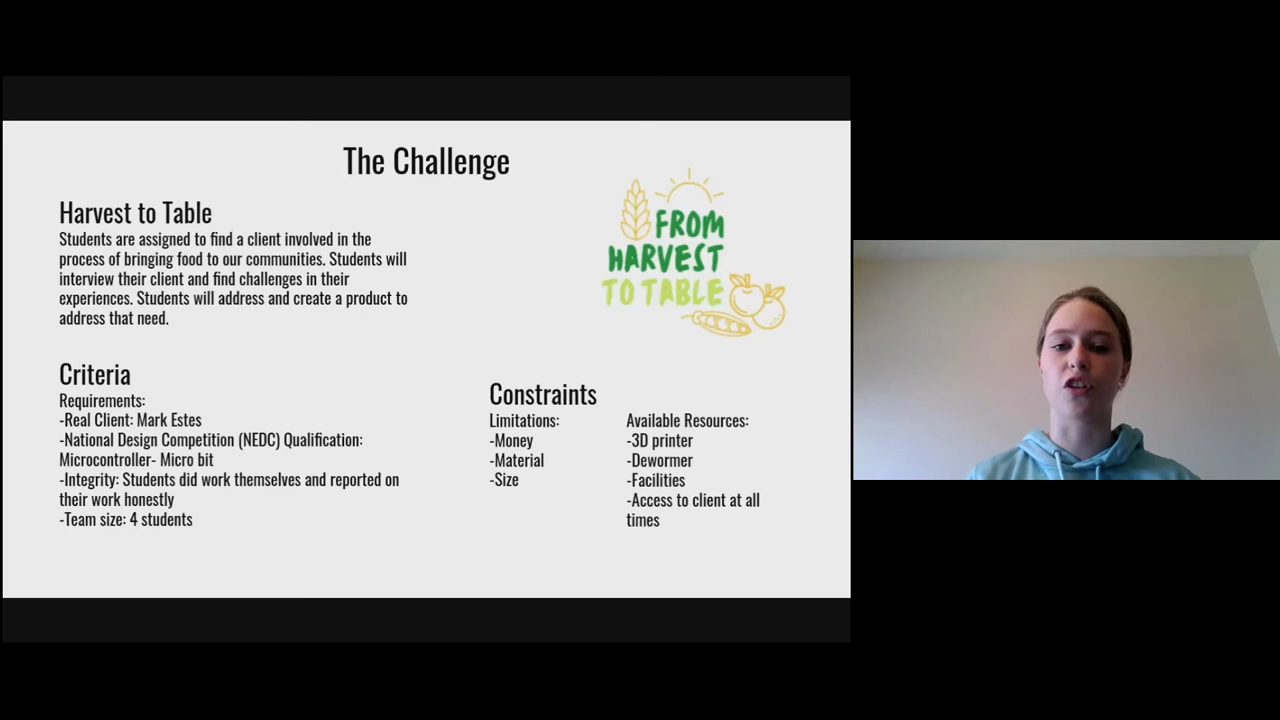 The Challenge
Harvest to Table
Students are assigned to find a client involved in the
process of bringing food to our communities. Students will
interview their client and find challenges in their
experiences. Students will address and create a product to
address that need.
FROM
HARVEST
TO TABLE
Criteria
Requirements:
-Real Client: Mark Estes
-National Design Competition (NEDC) Qualification:
Microcontroller- Micro bit
-Integrity: Students did work themselves and reported on
their work honestly
-Team size: 4 students
Constraints
Limitations:
-Money
-Material
-Size
Available Resources:
-3D printer
-Dewormer
-Facilities
-Access to client at all
times